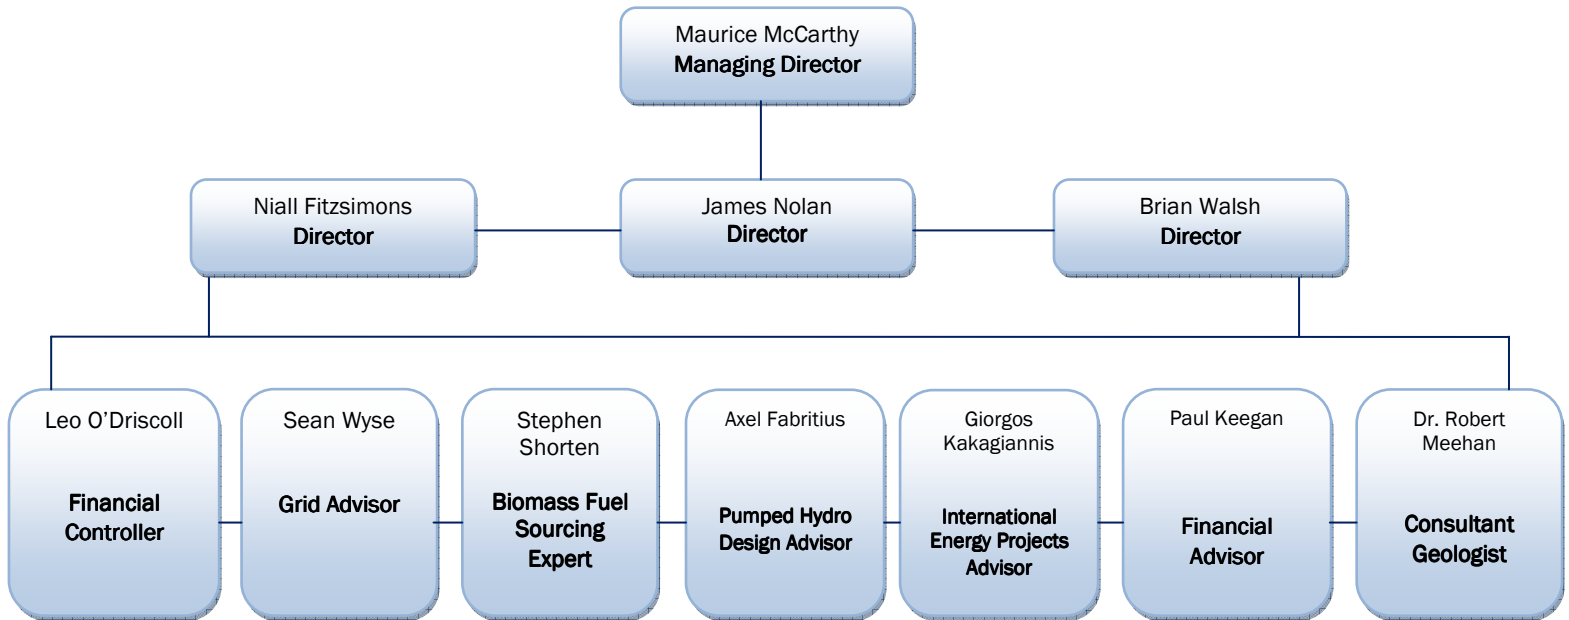 Maurice McCarthy
Managing Director
Niall Fitzsimons
Director
James Nolan
Director
Brian Walsh
Director
Leo O’Driscoll
Financial
Controller
Sean Wyse
Grid Advisor
Stephen
Shorten
Biomass Fuel
Sourcing
Expert
Axel Fabritius
Pumped Hydro
Design Advisor
Giorgos
Kakagiannis
International
Energy Projects
Advisor
Paul Keegan
Financial
Advisor
Dr. Robert
Meehan
Consultant
Geologist